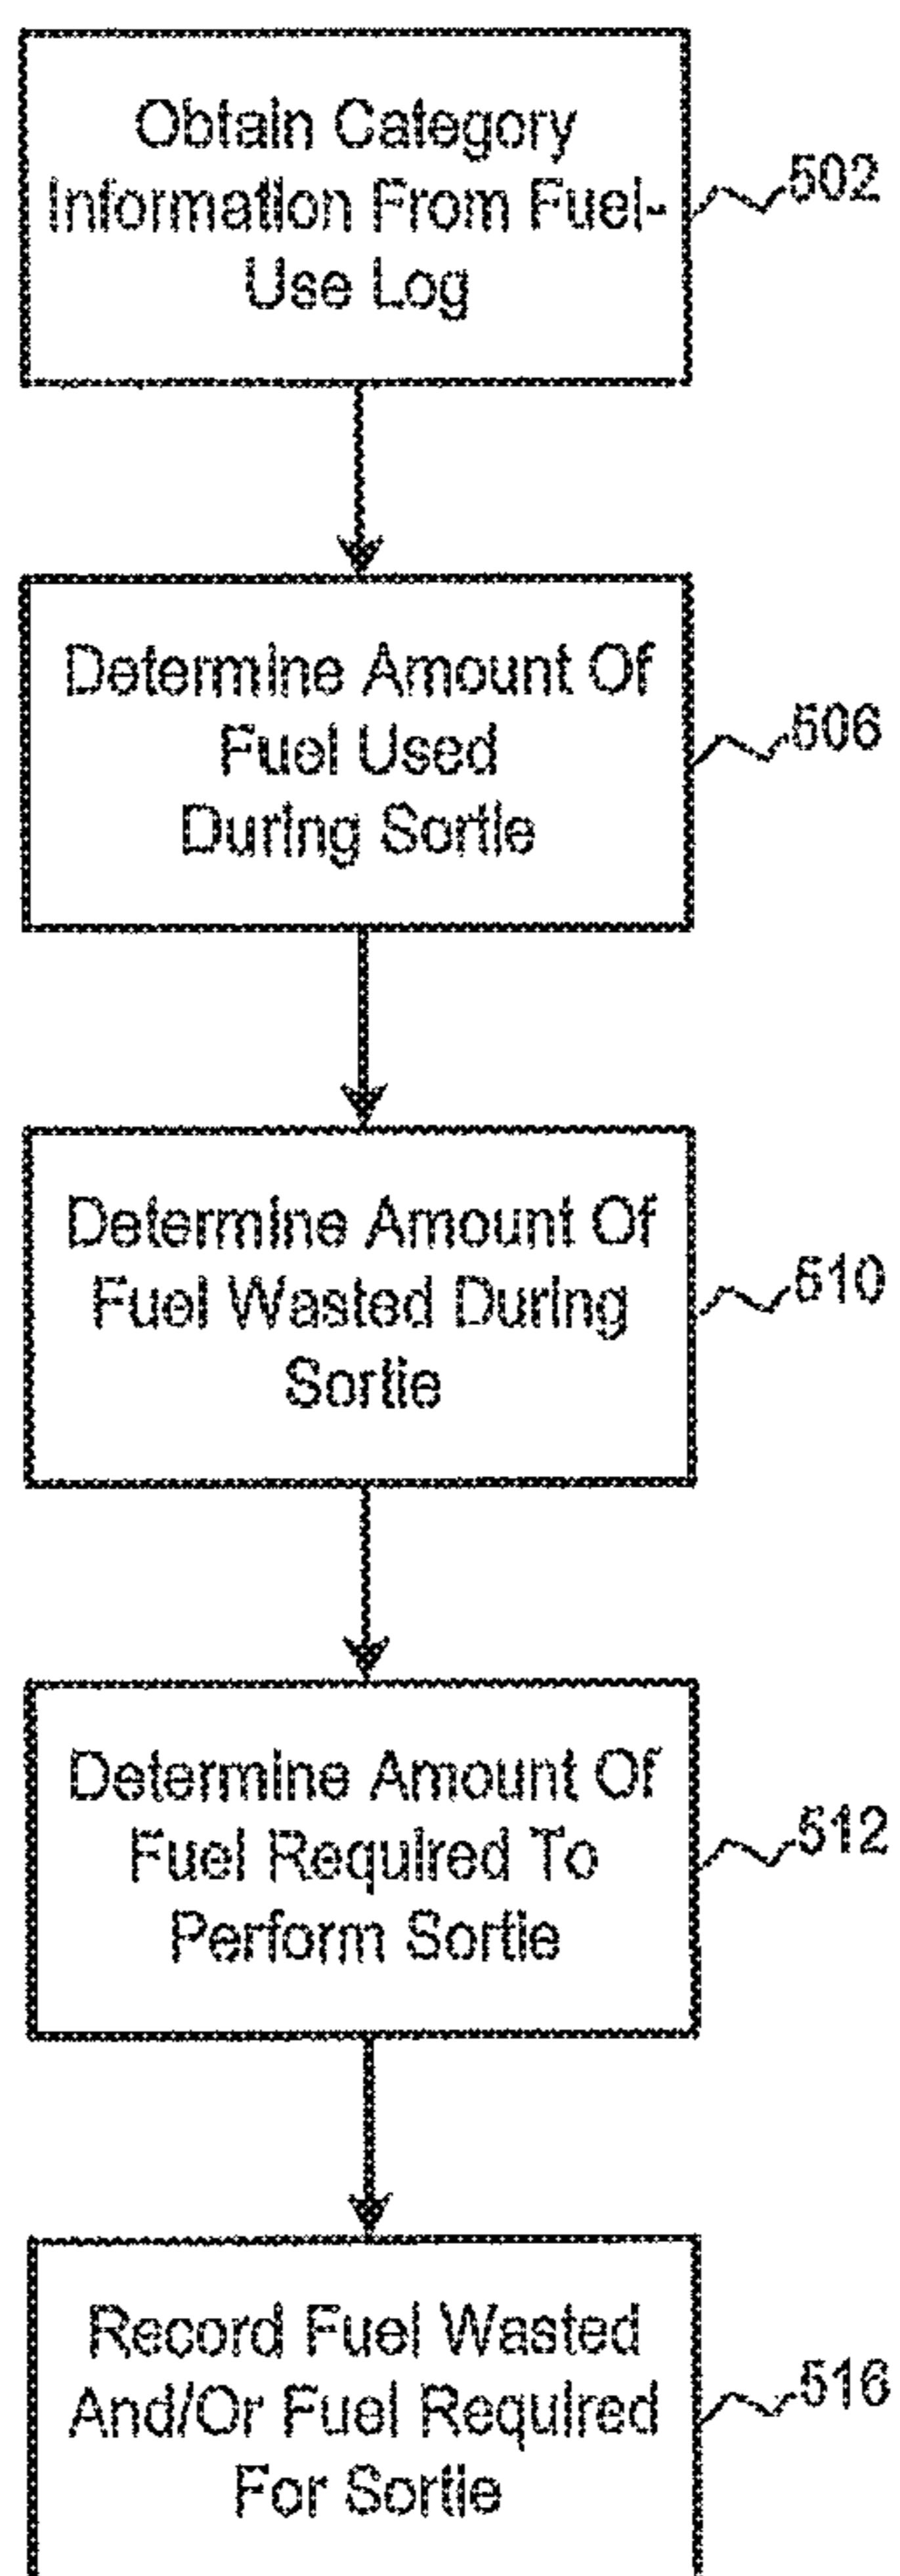 Obtain Category
Information From Fuel-
Use Log
502
Determine Amount Of
Fuel Used
During Sortie
506
Determine Amount Of
Fuel Wasted During
Sortie
510
Determine Amount Of
Fuel Required To
Perform Sortie
512
Record Fuel Wasted
And/Or Fuel Required
For Sortie
516